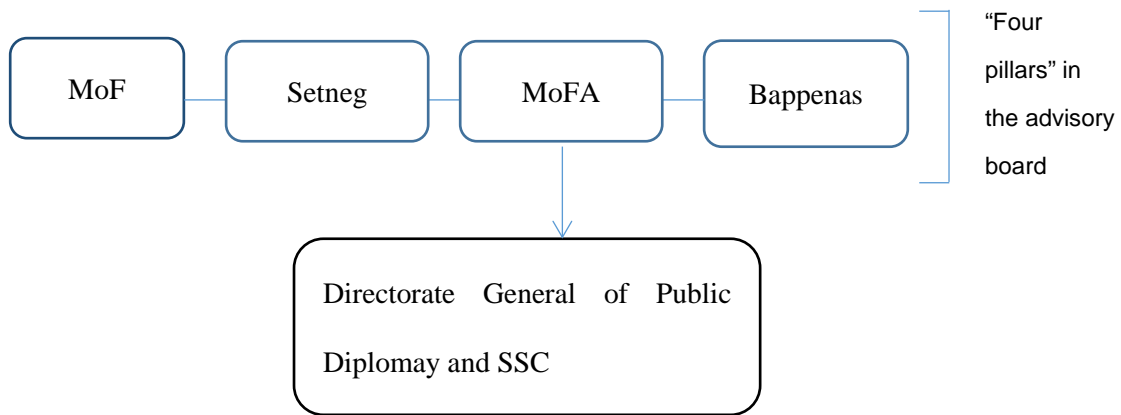 MoF
Setneg
MoFA
Bappenas
“Four
pillars” in
the advisory
board
Directorate General of Public
Diplomay and SSC